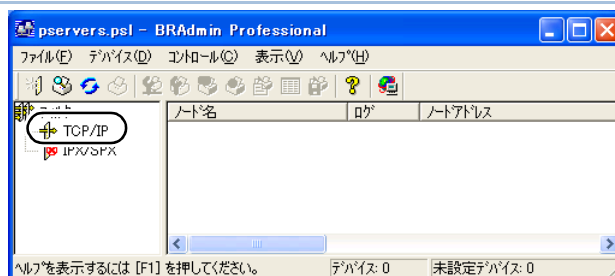 pservers.psl - BRAdmin Professional
ファイル(F) デバイス(D) コントロール(C) 表示(V) ヘルプ(H)
ノード名 ログ ノードアドレス
TCP/IP
IPX/SPX
ヘルプを表示するには [F1] を押してください。 デバイス: 0 未設定デバイス: 0